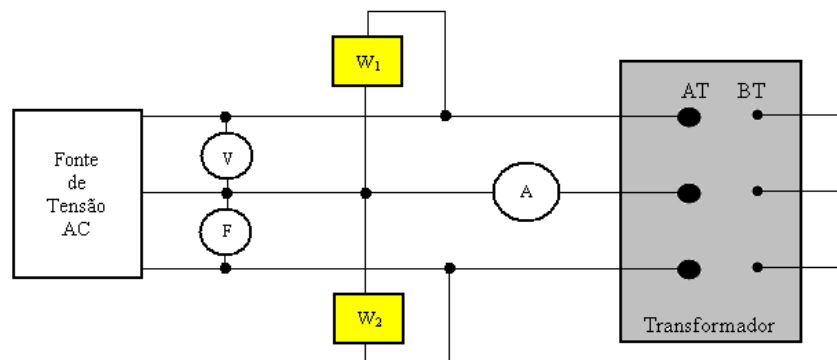 W₁
AT BT
Fonte
de
Tensão
AC
V
A
F
W₂
Transformador